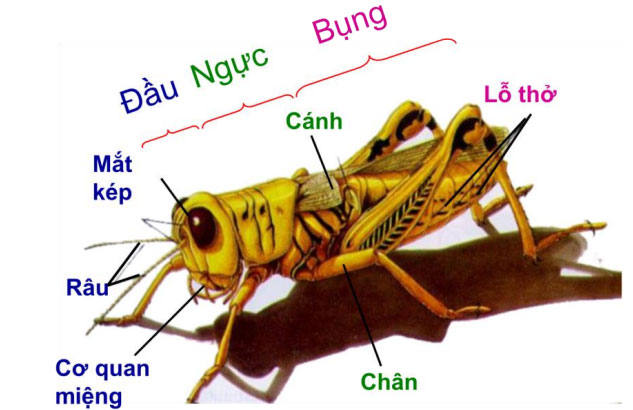 Bụng
Ngực
Đầu
Lỗ thở
Cánh
Mắt
kép
Râu
Cơ quan
miệng
Chân